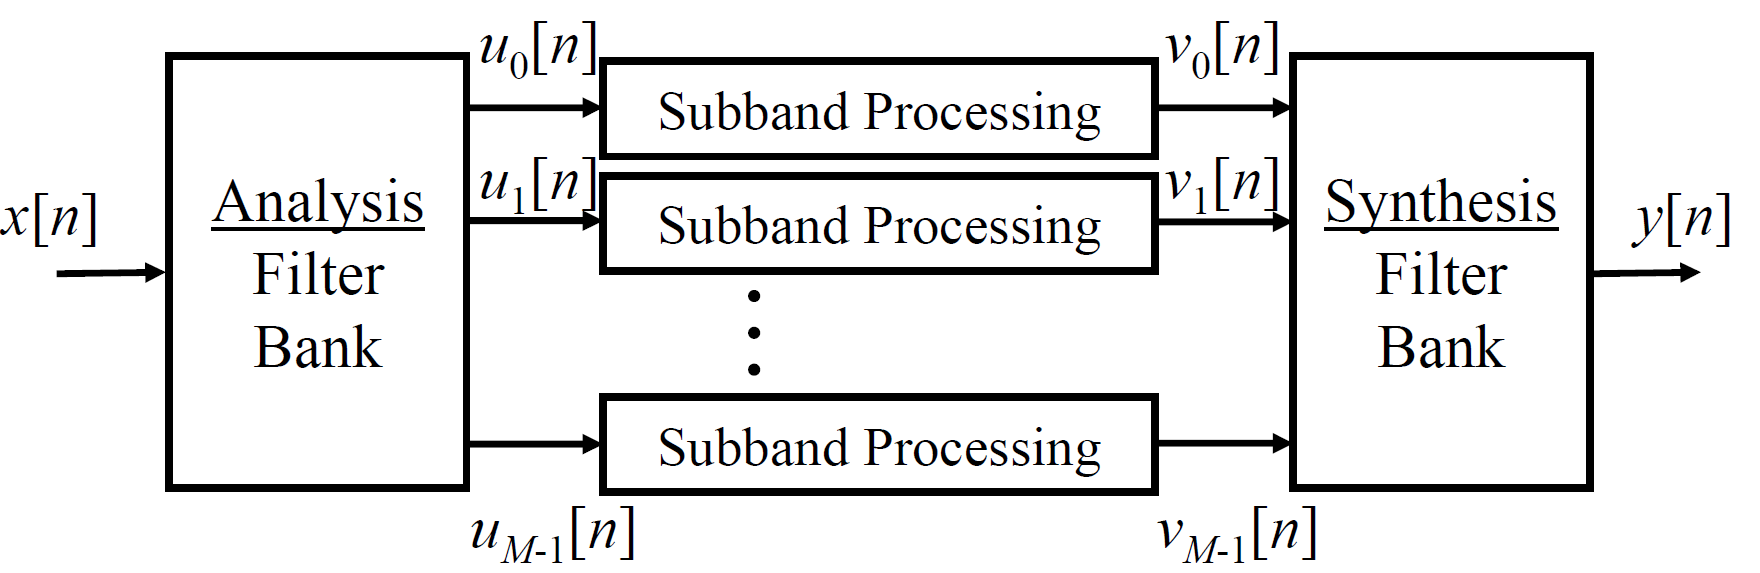 u0[n]
v0[n]
Subband Processing
u1[n]
v1[n]
Subband Processing
x[n]
Analysis
Filter
Bank
Synthesis
Filter
Bank
y[n]
Subband Processing
uM-1[n]
vM-1[n]